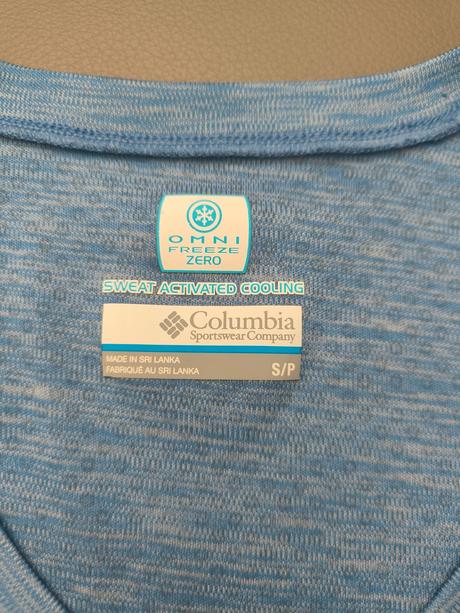 OMNI
FREEZE
ZERO
SWEAT ACTIVATED COOLING
Columbia
Sportswear Company
MADE IN SRI LANKA
FABRIQUÉ AU SRI LANKA
S/P